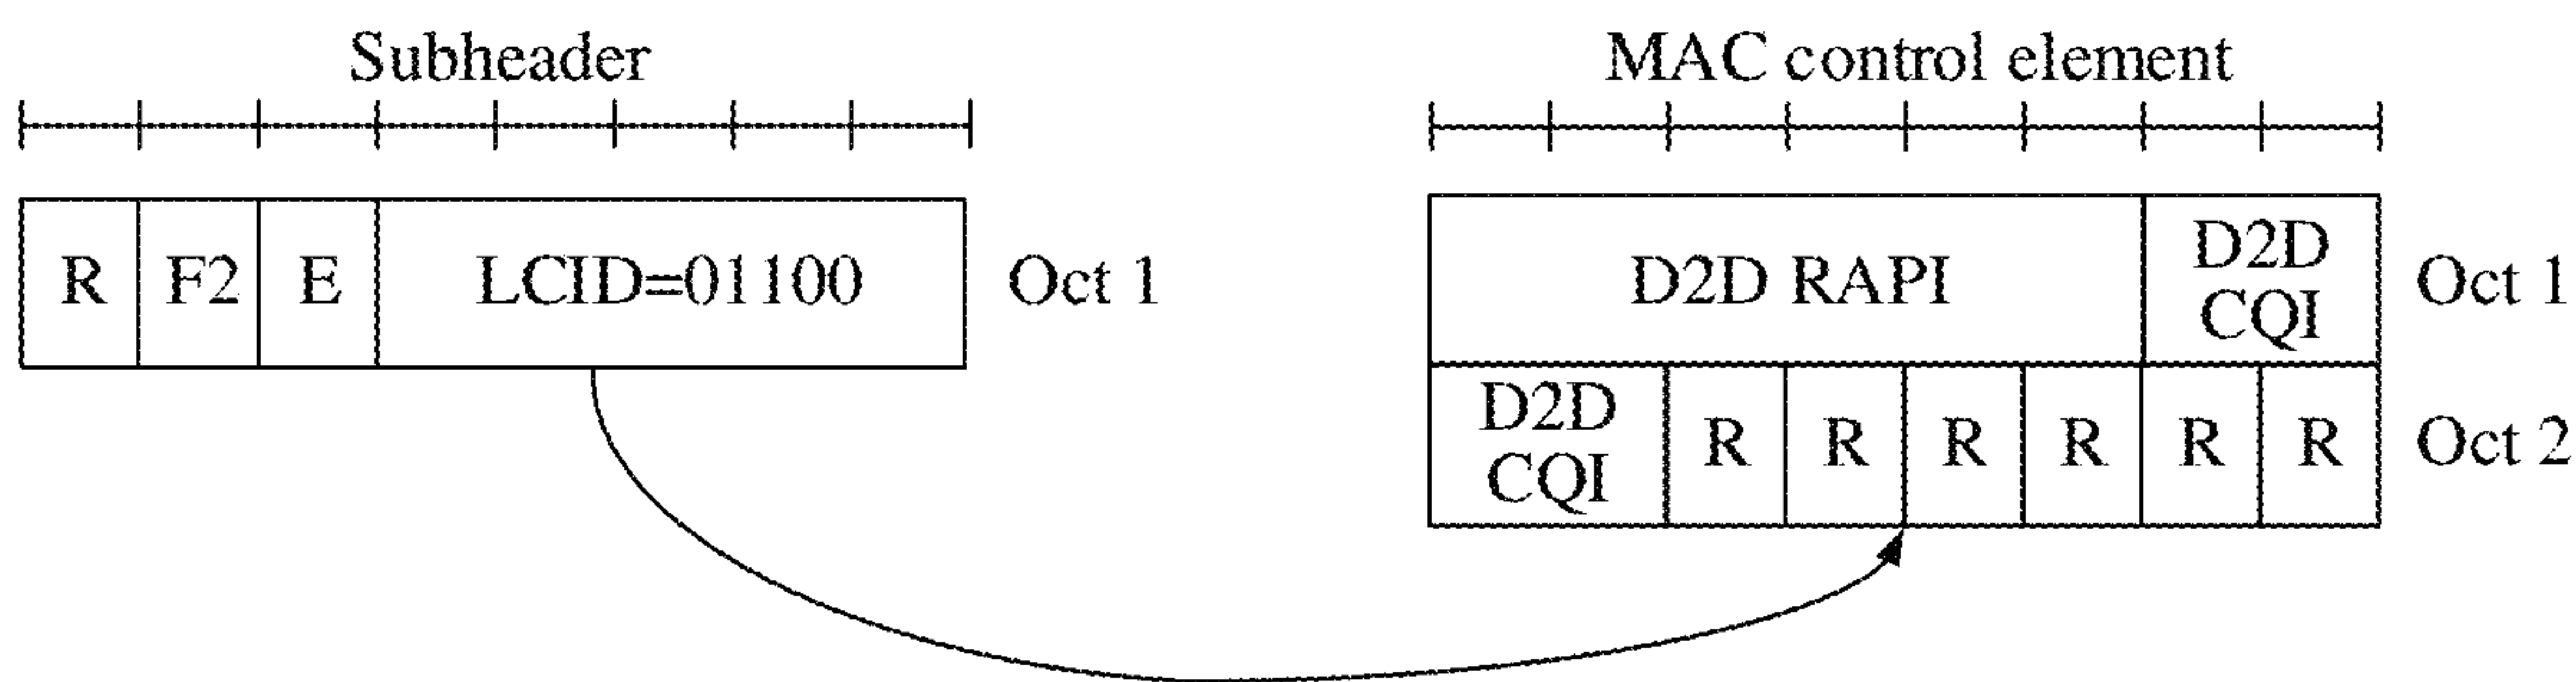 Subheader
MAC control element
R F2 E LCID=01100 Oct 1
D2D RAPI D2D CQI Oct 1
D2D CQI R R R R R R Oct 2